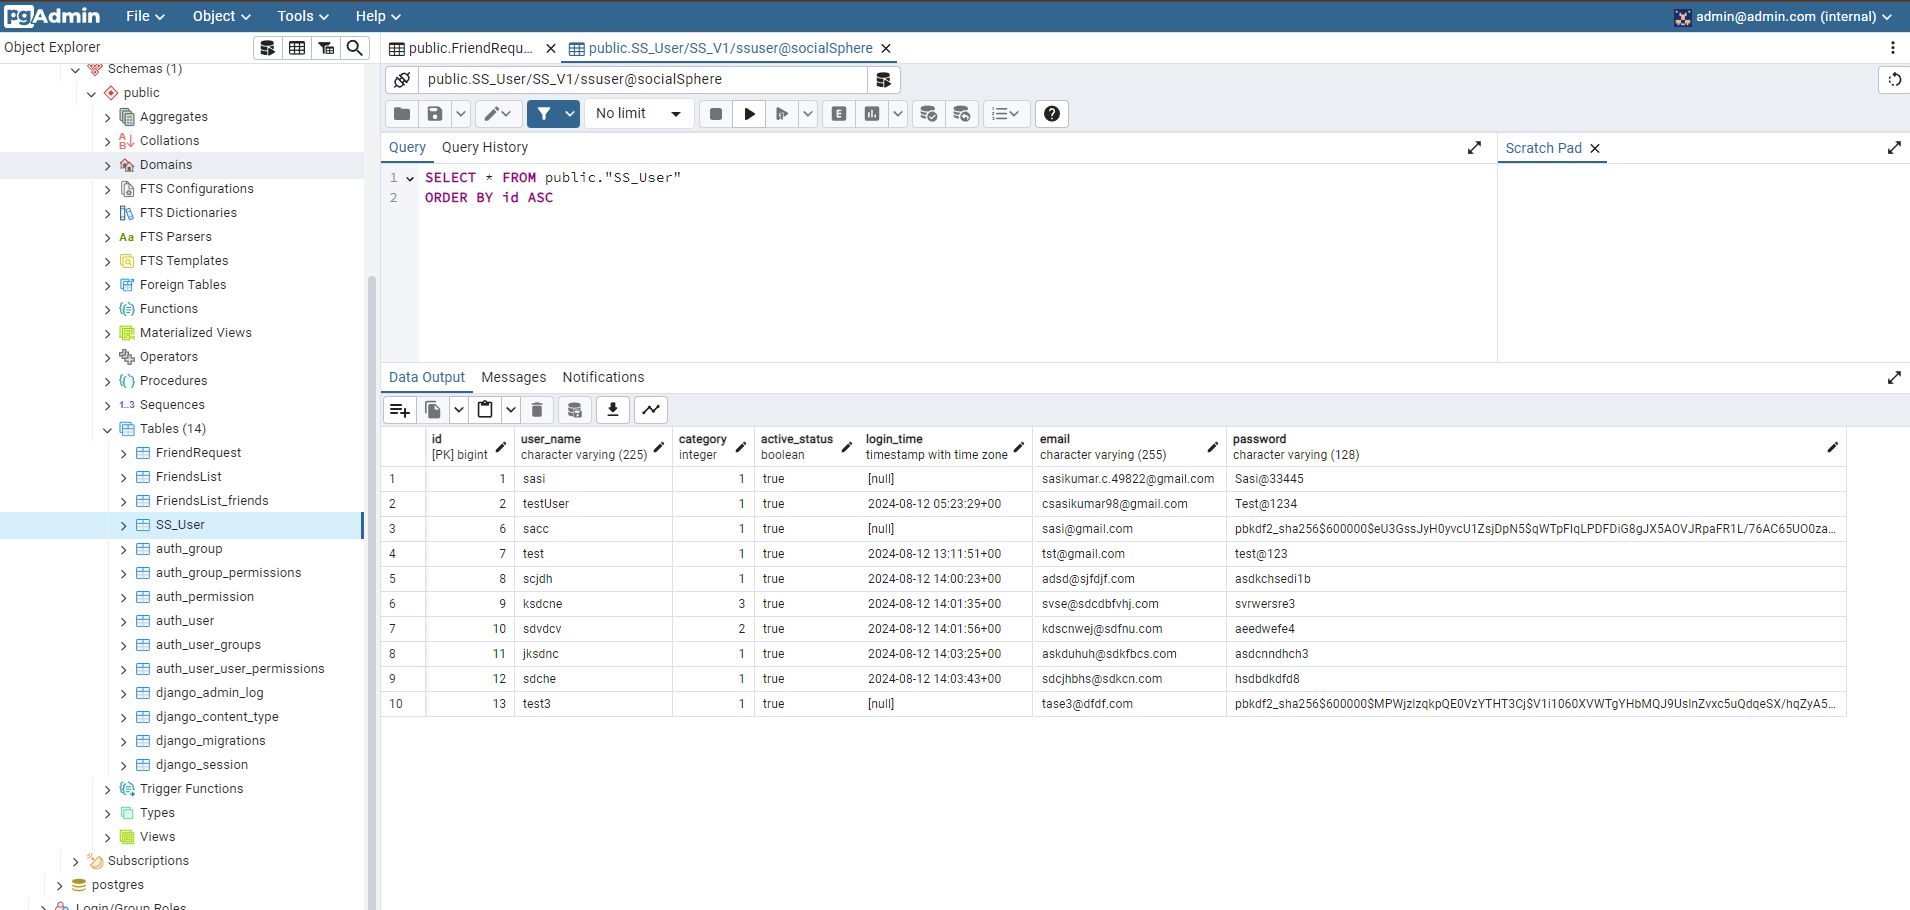 pgAdmin File Object Tools Help admin@admin.com (internal)
Object Explorer
Schemas (1)
public
Aggregates
Collations
Domains
FTS Configurations
FTS Dictionaries
Aa FTS Parsers
FTS Templates
Foreign Tables
Functions
Materialized Views
Operators
Procedures
1..3 Sequences
Tables (14)
FriendRequest
FriendsList
FriendsList_friends
SS_User
auth_group
auth_group_permissions
auth_permission
auth_user
auth_user_groups
auth_user_user_permissions
django_admin_log
django_content_type
django_migrations
django_session
Trigger Functions
Types
Views
Subscriptions
postgres
Login/Group Roles
public.FriendRequ... public.SS_User/SS_V1/ssuser@socialSphere
public.SS_User/SS_V1/ssuser@socialSphere
No limit E
Query Query History Scratch Pad
1 SELECT * FROM public."SS_User"
2 ORDER BY id ASC
Data Output Messages Notifications
id user_name category active_status login_time email password
[PK] bigint character varying (225) integer boolean timestamp with time zone character varying (255) character varying (128)
1 1 sasi 1 true [null] sasikumar.c.49822@gmail.com Sasi@33445
2 2 testUser 1 true 2024-08-12 05:23:29+00 csasikumar98@gmail.com Test@1234
3 6 sacc 1 true [null] sasi@gmail.com pbkdf2_sha256$600000$eU3GssJyH0yvcU1ZsjDpN5$qWTpFIqLPDFDiG8gJX5AOVJRpaFR1L/76AC65UO0za...
4 7 test 1 true 2024-08-12 13:11:51+00 tst@gmail.com test@123
5 8 scjdh 1 true 2024-08-12 14:00:23+00 adsd@sjfdjf.com asdkchsedi1b
6 9 ksdcne 3 true 2024-08-12 14:01:35+00 svse@sdcdbfvhj.com svrwersre3
7 10 sdvdcv 2 true 2024-08-12 14:01:56+00 kdscnwej@sdfnu.com aeedwefe4
8 11 jksdnc 1 true 2024-08-12 14:03:25+00 askduhuh@sdkfbcs.com asdcnndhch3
9 12 sdche 1 true 2024-08-12 14:03:43+00 sdcjhbhs@sdkcn.com hsdbdkdfd8
10 13 test3 1 true [null] tase3@dfdf.com pbkdf2_sha256$600000$MPWjzlzqkpQE0VzYTHT3Cj$V1i1060XVWTgYHbMQJ9UsInZvxc5uQdqeSX/hqZyA5...